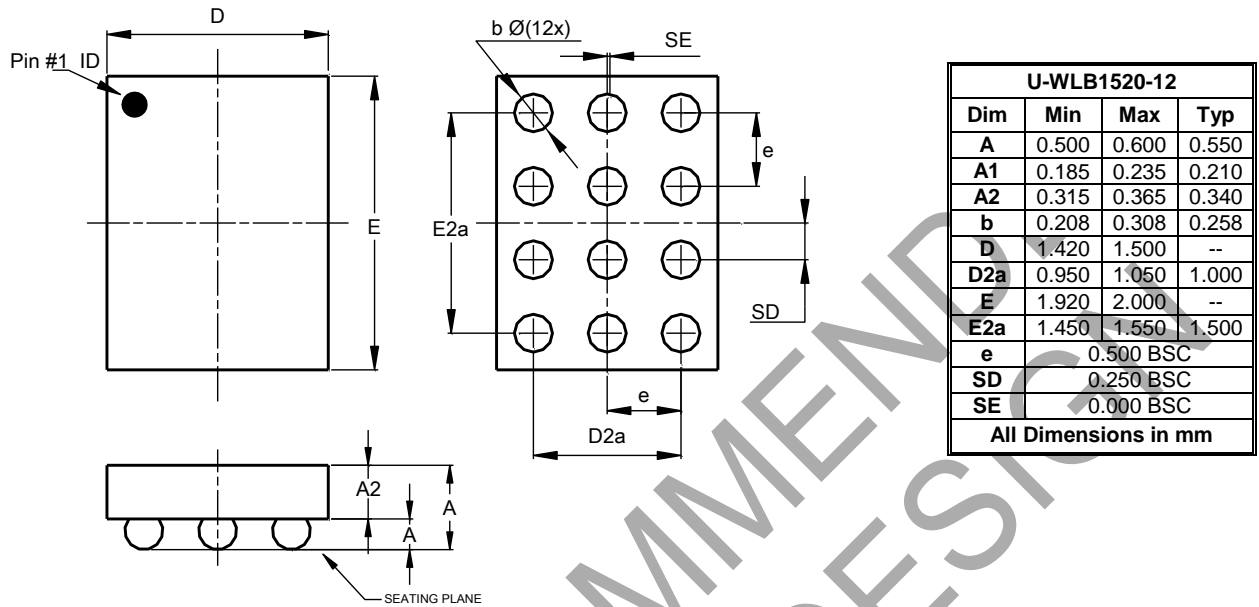 D
Pin #1 ID
E
A2
A
A
SEATING PLANE
b Ø(12x)
SE
e
E2a
SD
e
D2a
U-WLB1520-12
Dim Min Max Typ
A 0.500 0.600 0.550
A1 0.185 0.235 0.210
A2 0.315 0.365 0.340
b 0.208 0.308 0.258
D 1.420 1.500 --
D2a 0.950 1.050 1.000
E 1.920 2.000 --
E2a 1.450 1.550 1.500
e 0.500 BSC
SD 0.250 BSC
SE 0.000 BSC
All Dimensions in mm